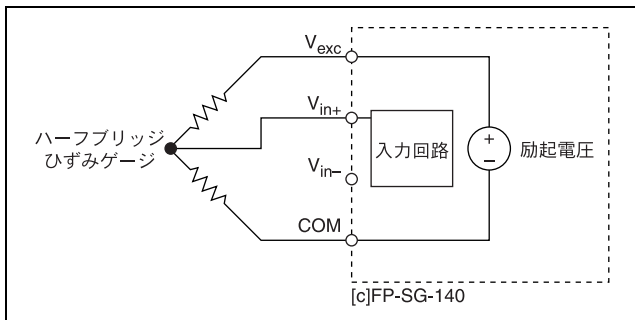 Vexc
Vin+
ハーフブリッジ
ひずみゲージ
入力回路
+
–
励起電圧
Vin–
COM
[c]FP-SG-140